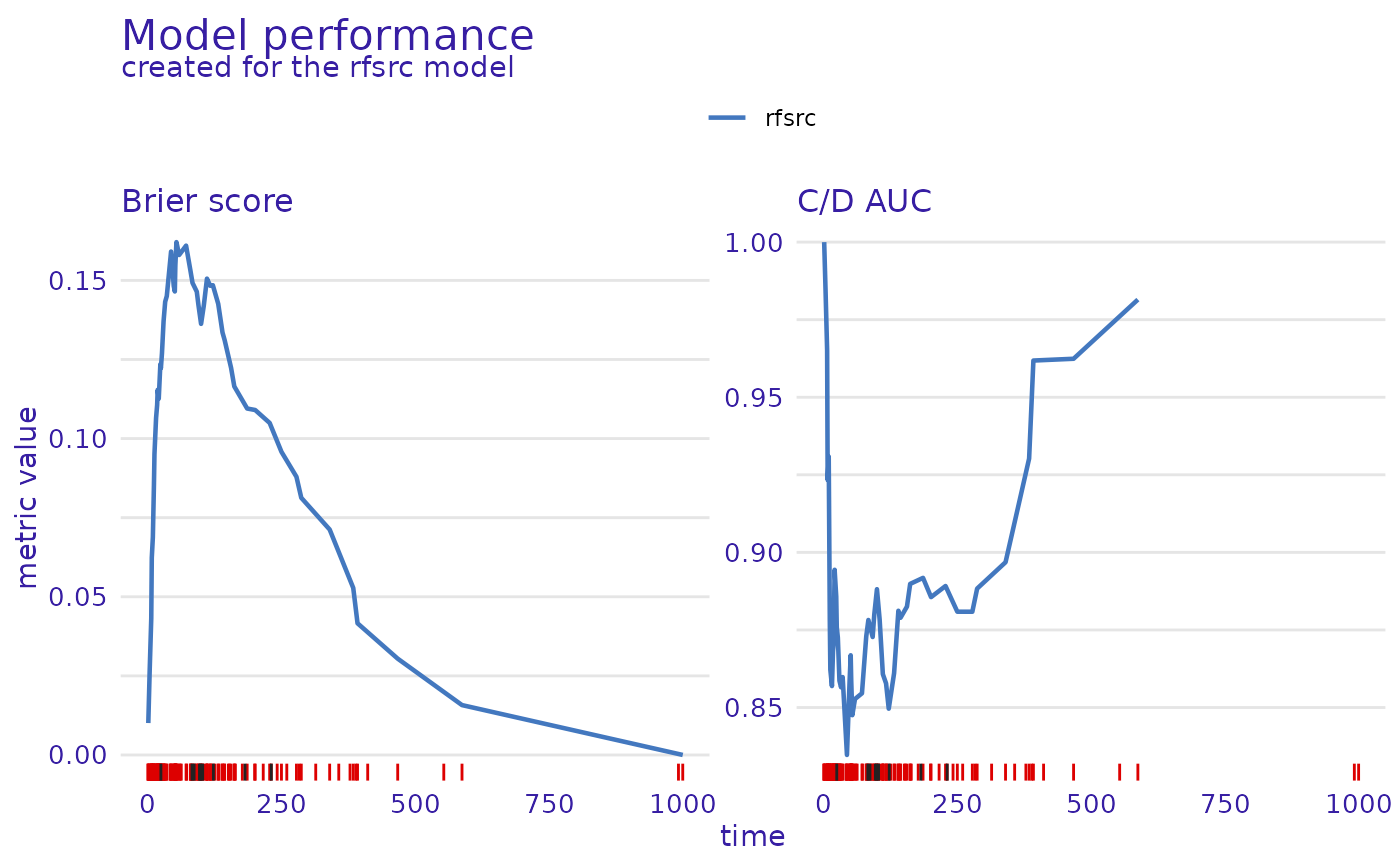 Model performance
created for the rfsrc model
rfsrc
Brier score
C/D AUC
metric value
0.15
0.10
0.05
0.00
0 250 500 750 1000
1.00
0.95
0.90
0.85
0 250 500 750 1000
time